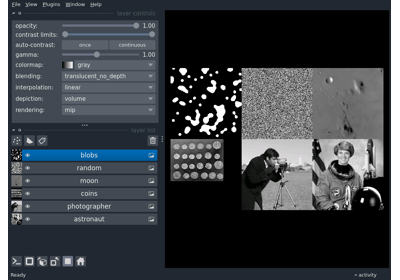 File View Plugins Window Help
layer controls
opacity: 1.00
contrast limits:
auto-contrast: once continuous
gamma: 1.00
colormap: gray
blending: translucent_no_depth
interpolation: linear
depiction: volume
rendering: mip
layer list
blobs
random
moon
coins
photographer
astronaut
Ready activity